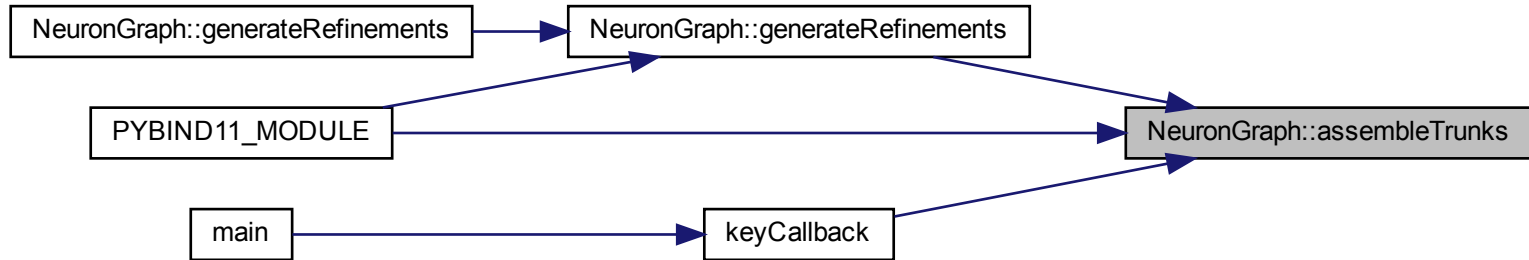 NeuronGraph::generateRefinements
NeuronGraph::generateRefinements
PYBIND11_MODULE
NeuronGraph::assembleTrunks
main
keyCallback